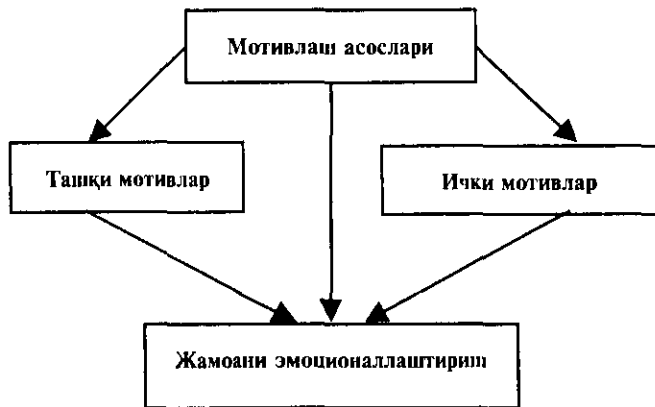 Мотивлаш асослари
Ташқи мотивлар
Ички мотивлар
Жамоани эмоционаллаштириш